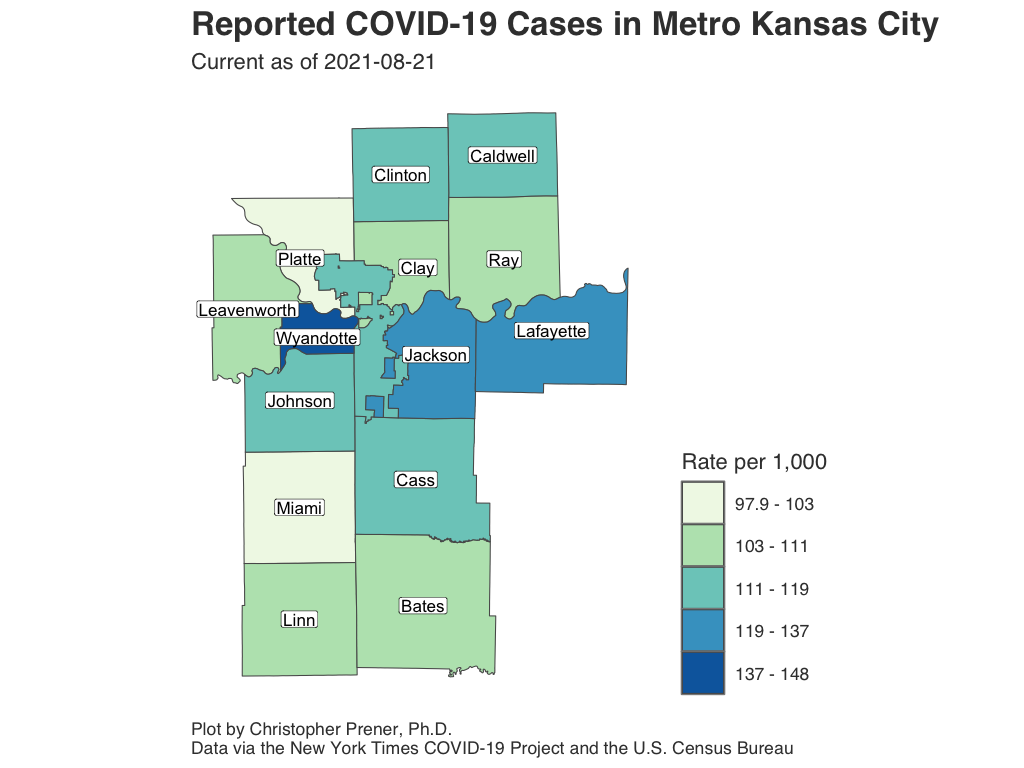 Reported COVID-19 Cases in Metro Kansas City
Current as of 2021-08-21
Caldwell
Clinton
Platte
Clay
Ray
Leavenworth
Wyandotte
Lafayette
Jackson
Johnson
Cass
Miami
Bates
Linn
Rate per 1,000
97.9 - 103
103 - 111
111 - 119
119 - 137
137 - 148
Plot by Christopher Prener, Ph.D.
Data via the New York Times COVID-19 Project and the U.S. Census Bureau